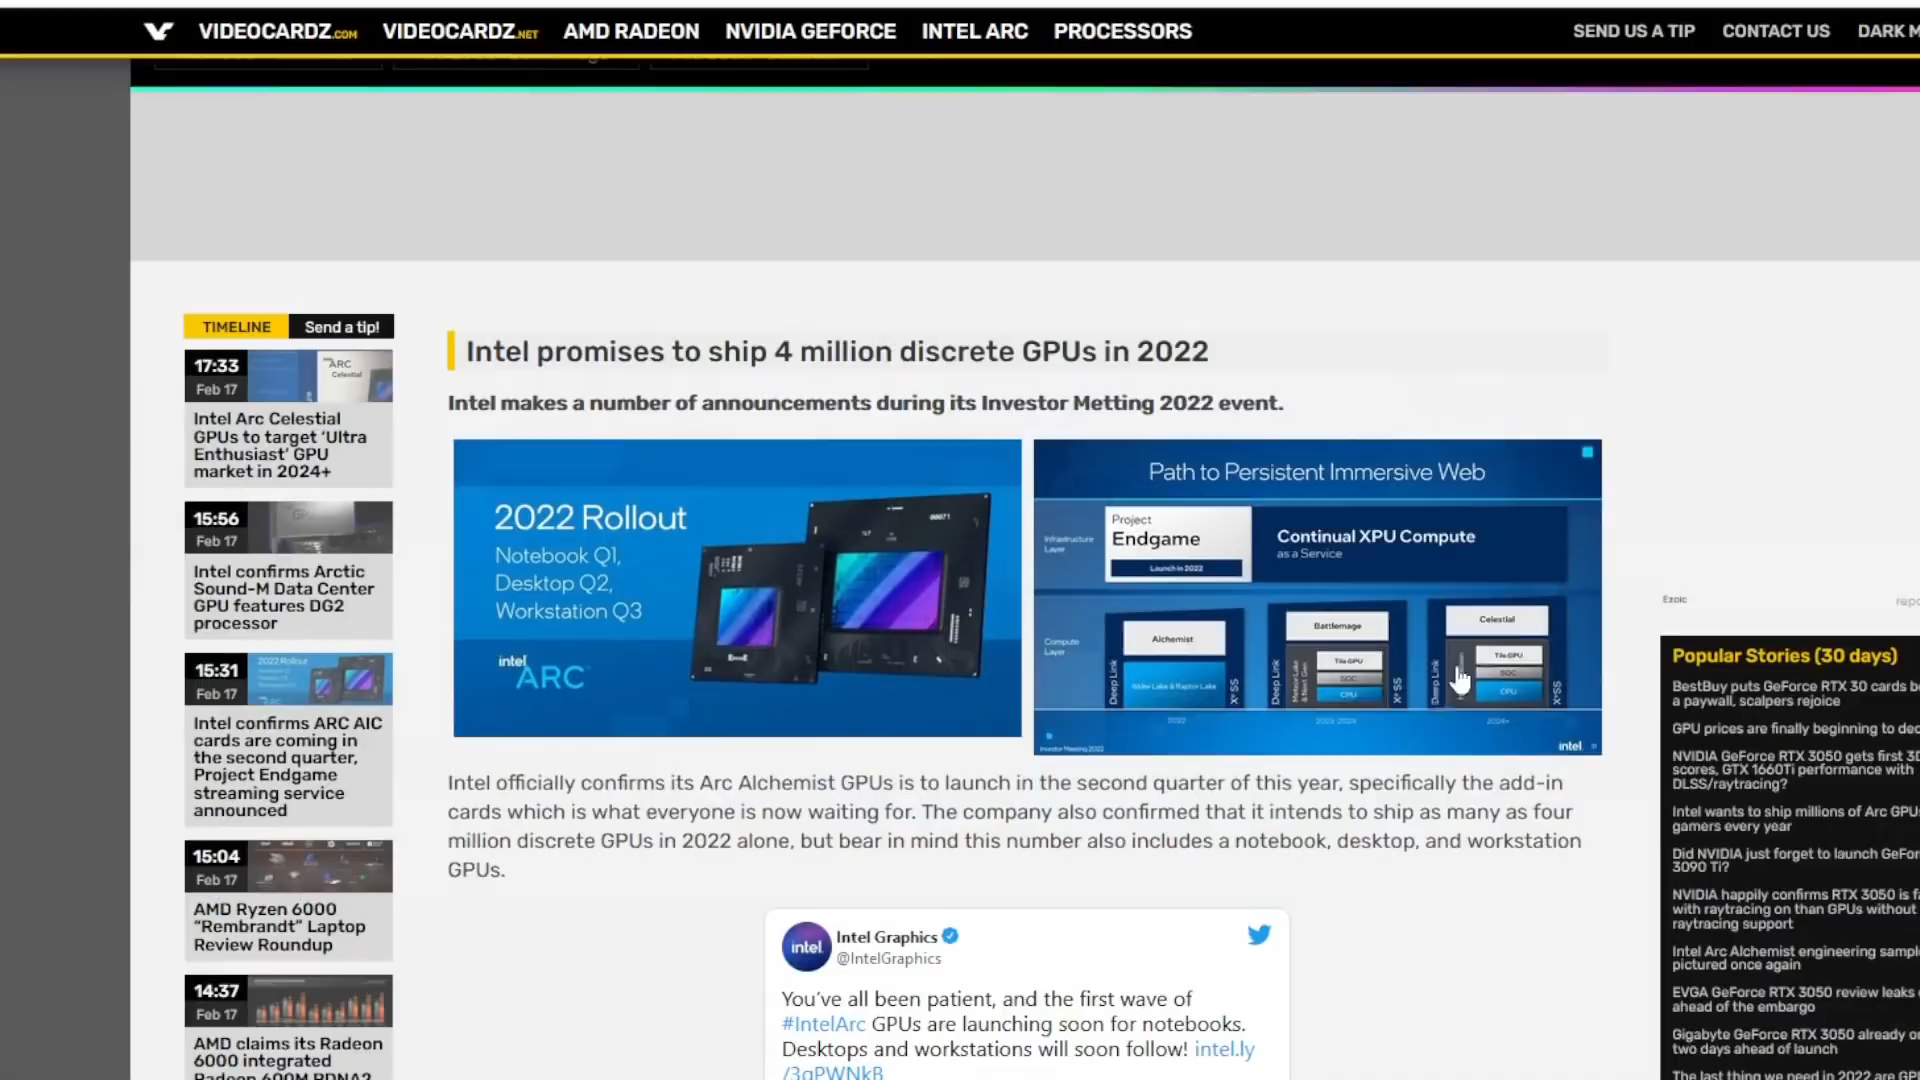 VIDEOCARDZ.COM VIDEOCARDZ.NET AMD RADEON NVIDIA GEFORCE INTEL ARC PROCESSORS SEND US A TIP CONTACT US DARK M
TIMELINE Send a tip!
17:33
Feb 17
Intel Arc Celestial
GPUs to target ‘Ultra
Enthusiast’ GPU
market in 2024+
15:56
Feb 17
Intel confirms Arctic
Sound-M Data Center
GPU features DG2
processor
15:31
Feb 17
Intel confirms ARC AIC
cards are coming in
the second quarter,
Project Endgame
streaming service
announced
15:04
Feb 17
AMD Ryzen 6000
“Rembrandt” Laptop
Review Roundup
14:37
Feb 17
AMD claims its Radeon
6000 integrated
Radeon 600M RDNA2
Intel promises to ship 4 million discrete GPUs in 2022
Intel makes a number of announcements during its Investor Metting 2022 event.
2022 Rollout
Notebook Q1,
Desktop Q2,
Workstation Q3
intel
ARC
Path to Persistent Immersive Web
Infrastructure
Layer
Project
Endgame
Launch in 2022
Continual XPU Compute
as a Service
Compute
Layer
Deep Link
Alchemist
Alder Lake & Raptor Lake
XeSS
2022
Deep Link
Battlemage
Meteor Lake
& Next Gen
Tile GPU
SOC
CPU
XeSS
2023-2024
Deep Link
Celestial
Tile GPU
SOC
CPU
XeSS
2024+
Investor Meeting 2022
intel.
Intel officially confirms its Arc Alchemist GPUs is to launch in the second quarter of this year, specifically the add-in
cards which is what everyone is now waiting for. The company also confirmed that it intends to ship as many as four
million discrete GPUs in 2022 alone, but bear in mind this number also includes a notebook, desktop, and workstation
GPUs.
intel.
Intel Graphics
@IntelGraphics
You’ve all been patient, and the first wave of
#IntelArc GPUs are launching soon for notebooks.
Desktops and workstations will soon follow! intel.ly
/3gPWNkB
Ezoic repo
Popular Stories (30 days)
BestBuy puts GeForce RTX 30 cards be
a paywall, scalpers rejoice
GPU prices are finally beginning to dec
NVIDIA GeForce RTX 3050 gets first 3D
scores, GTX 1660Ti performance with
DLSS/raytracing?
Intel wants to ship millions of Arc GPUs
gamers every year
Did NVIDIA just forget to launch GeFor
3090 Ti?
NVIDIA happily confirms RTX 3050 is fa
with raytracing on than GPUs without
raytracing support
Intel Arc Alchemist engineering sample
pictured once again
EVGA GeForce RTX 3050 review leaks
ahead of the embargo
Gigabyte GeForce RTX 3050 already on
two days ahead of launch
The last thing we need in 2022 are GPU